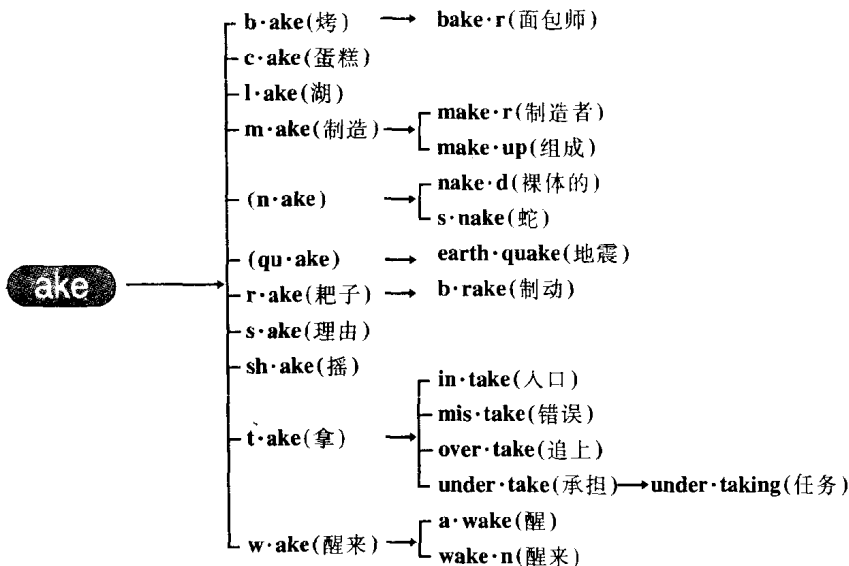 b·ake(烤) bake·r(面包师)
c·ake(蛋糕)
l·ake(湖)
m·ake(制造) make·r(制造者)
make·up(组成)
(n·ake) nake·d(裸体的)
s·nake(蛇)
(qu·ake) earth·quake(地震)
ake
r·ake(耙子) b·rake(制动)
s·ake(理由)
sh·ake(摇)
in·take(入口)
mis·take(错误)
t·ake(拿)
over·take(追上)
under·take(承担) under·taking(任务)
a·wake(醒)
w·ake(醒来)
wake·n(醒来)